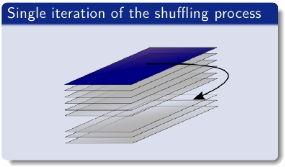 Single iteration of the shuffling process